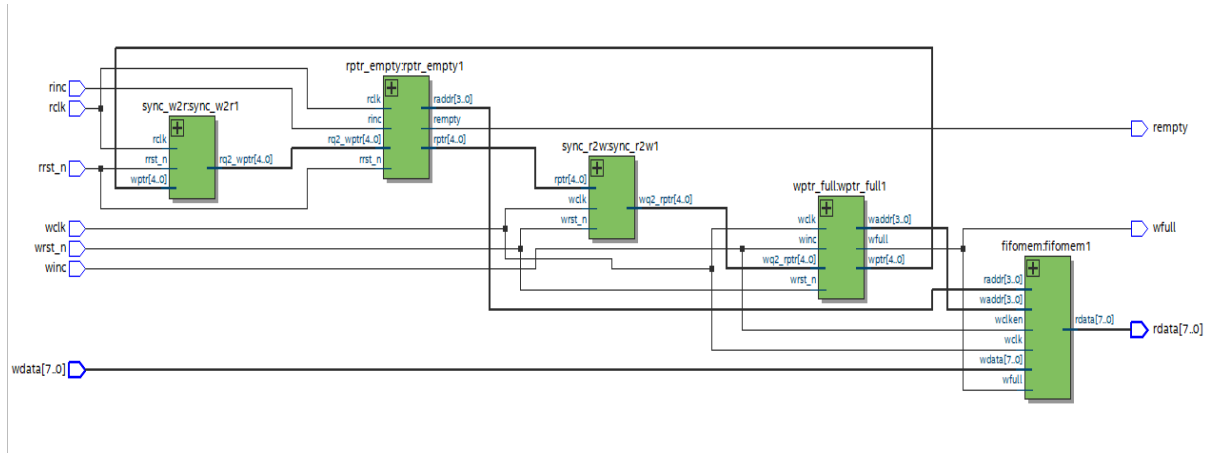 rinc
rclk
rrst_n
wclk
wrst_n
winc
wdata[7..0]
sync_w2r:sync_w2r1
rclk
rrst_n
wptr[4..0]
rq2_wptr[4..0]
rptr_empty:rptr_empty1
rclk
rinc
rq2_wptr[4..0]
rrst_n
raddr[3..0]
rempty
rptr[4..0]
sync_r2w:sync_r2w1
rptr[4..0]
wclk
wrst_n
wq2_rptr[4..0]
wptr_full:wptr_full1
wclk
winc
wq2_rptr[4..0]
wrst_n
waddr[3..0]
wfull
wptr[4..0]
fifomem:fifomem1
raddr[3..0]
waddr[3..0]
wclken
wclk
wdata[7..0]
wfull
rdata[7..0]
rempty
wfull
rdata[7..0]